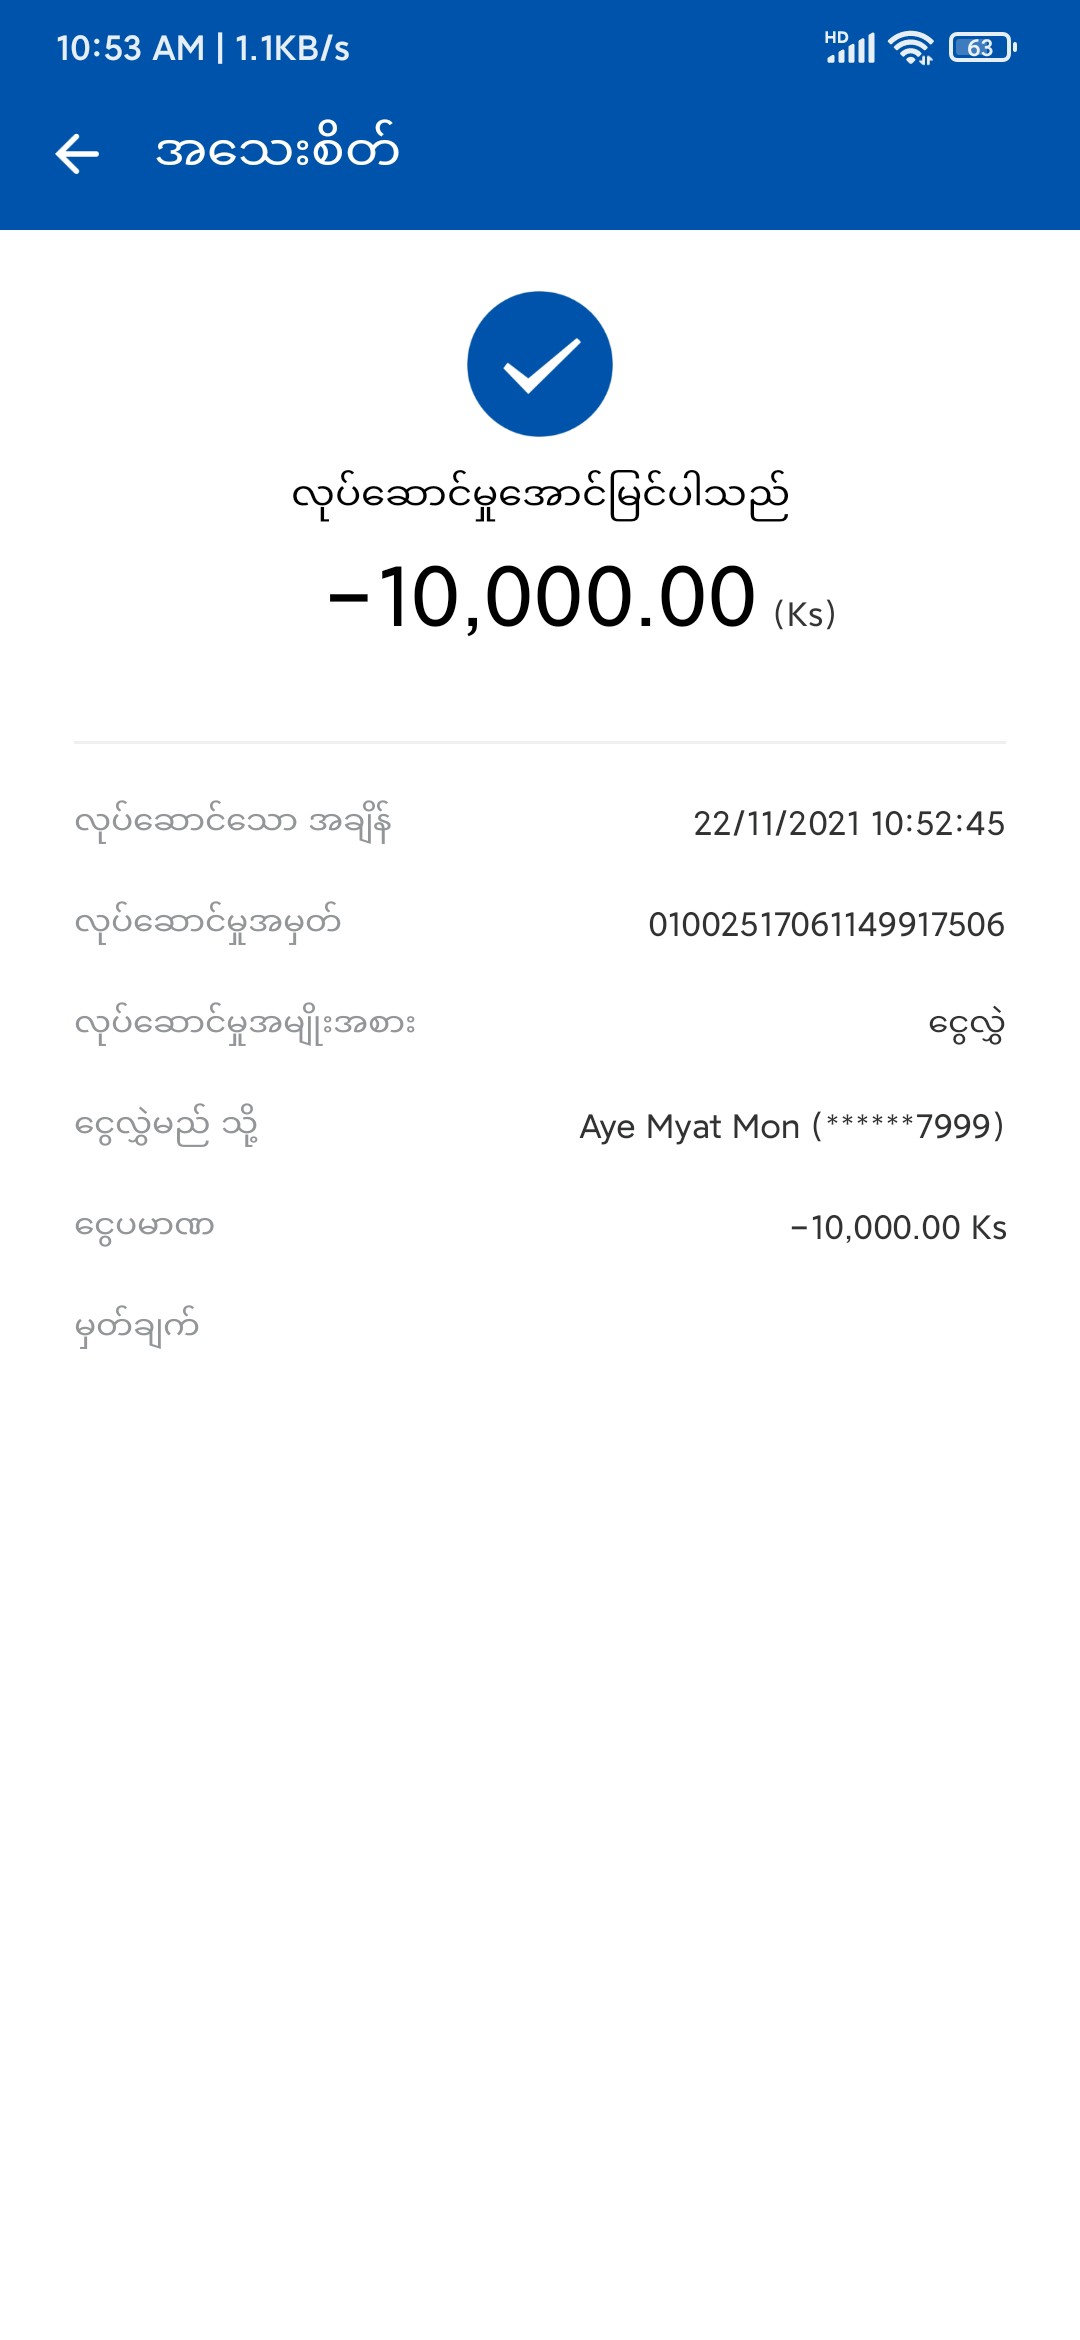 10:53 AM | 1.1KB/s HD 63
အသေးစိတ်
လုပ်ဆောင်မှုအောင်မြင်ပါသည်
-10,000.00 (Ks)
လုပ်ဆောင်သော အချိန် 22/11/2021 10:52:45
လုပ်ဆောင်မှုအမှတ် 01002517061149917506
လုပ်ဆောင်မှုအမျိုးအစား ငွေလွှဲ
ငွေလွှဲမည် သို့ Aye Myat Mon (******7999)
ငွေပမာဏ -10,000.00 Ks
မှတ်ချက်